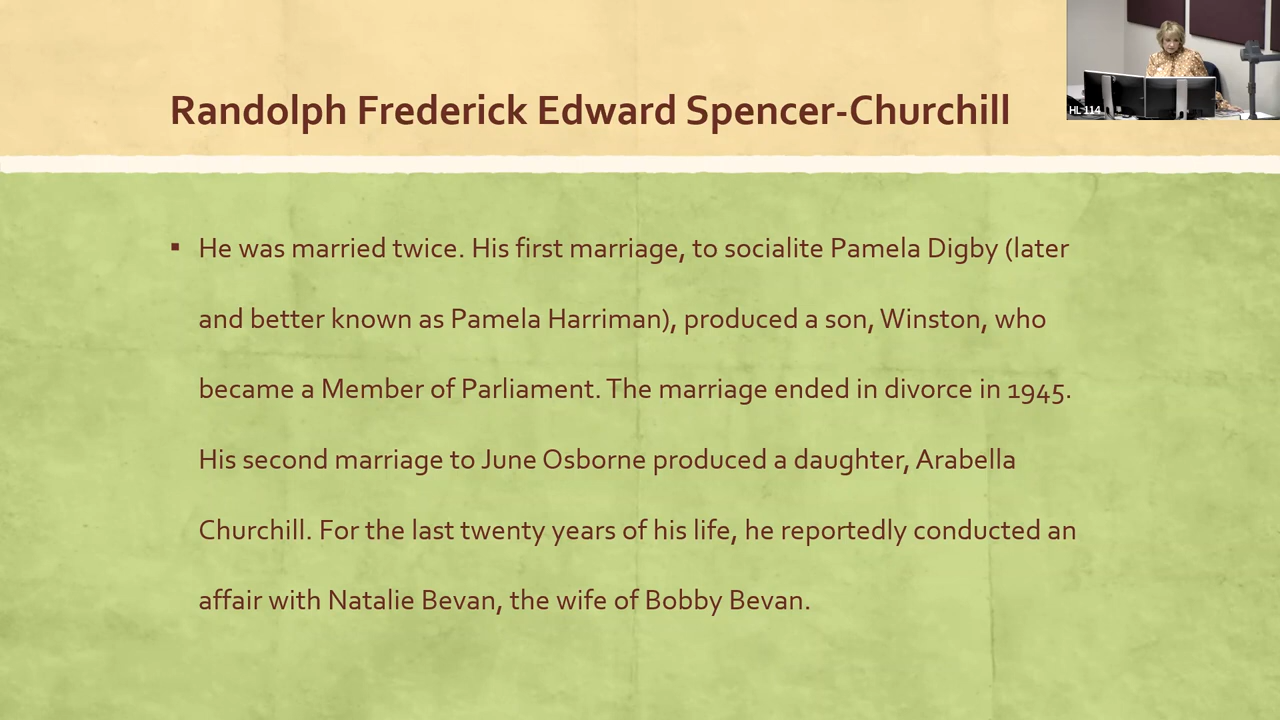 Randolph Frederick Edward Spencer-Churchill
HL 114
▪ He was married twice. His first marriage, to socialite Pamela Digby (later
and better known as Pamela Harriman), produced a son, Winston, who
became a Member of Parliament. The marriage ended in divorce in 1945.
His second marriage to June Osborne produced a daughter, Arabella
Churchill. For the last twenty years of his life, he reportedly conducted an
affair with Natalie Bevan, the wife of Bobby Bevan.